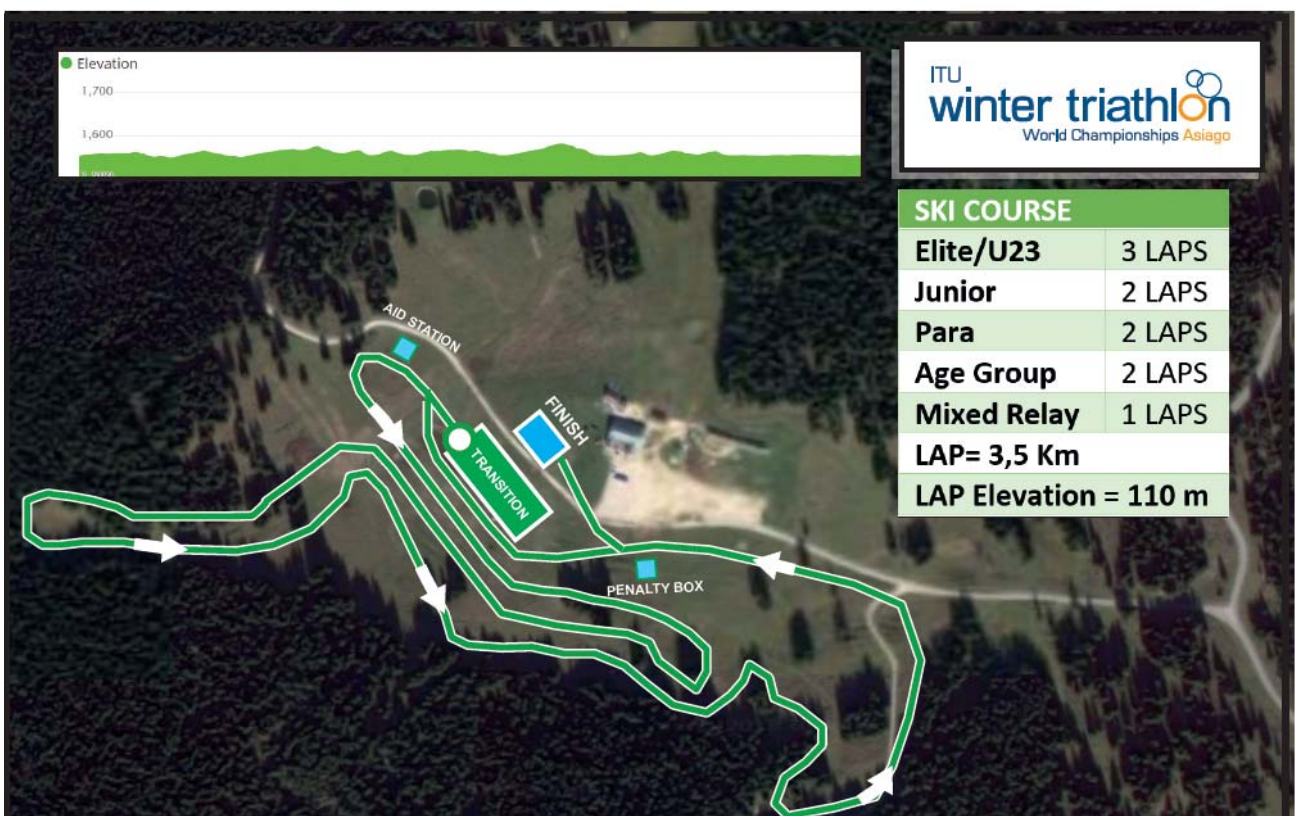 Elevation
1,700
1,600
ITU
winter triathlon
World Championships Asiago
SKI COURSE
Elite/U23 3 LAPS
Junior 2 LAPS
Para 2 LAPS
Age Group 2 LAPS
Mixed Relay 1 LAPS
LAP= 3,5 Km
LAP Elevation = 110 m
AID STATION
FINISH
TRANSITION
PENALTY BOX